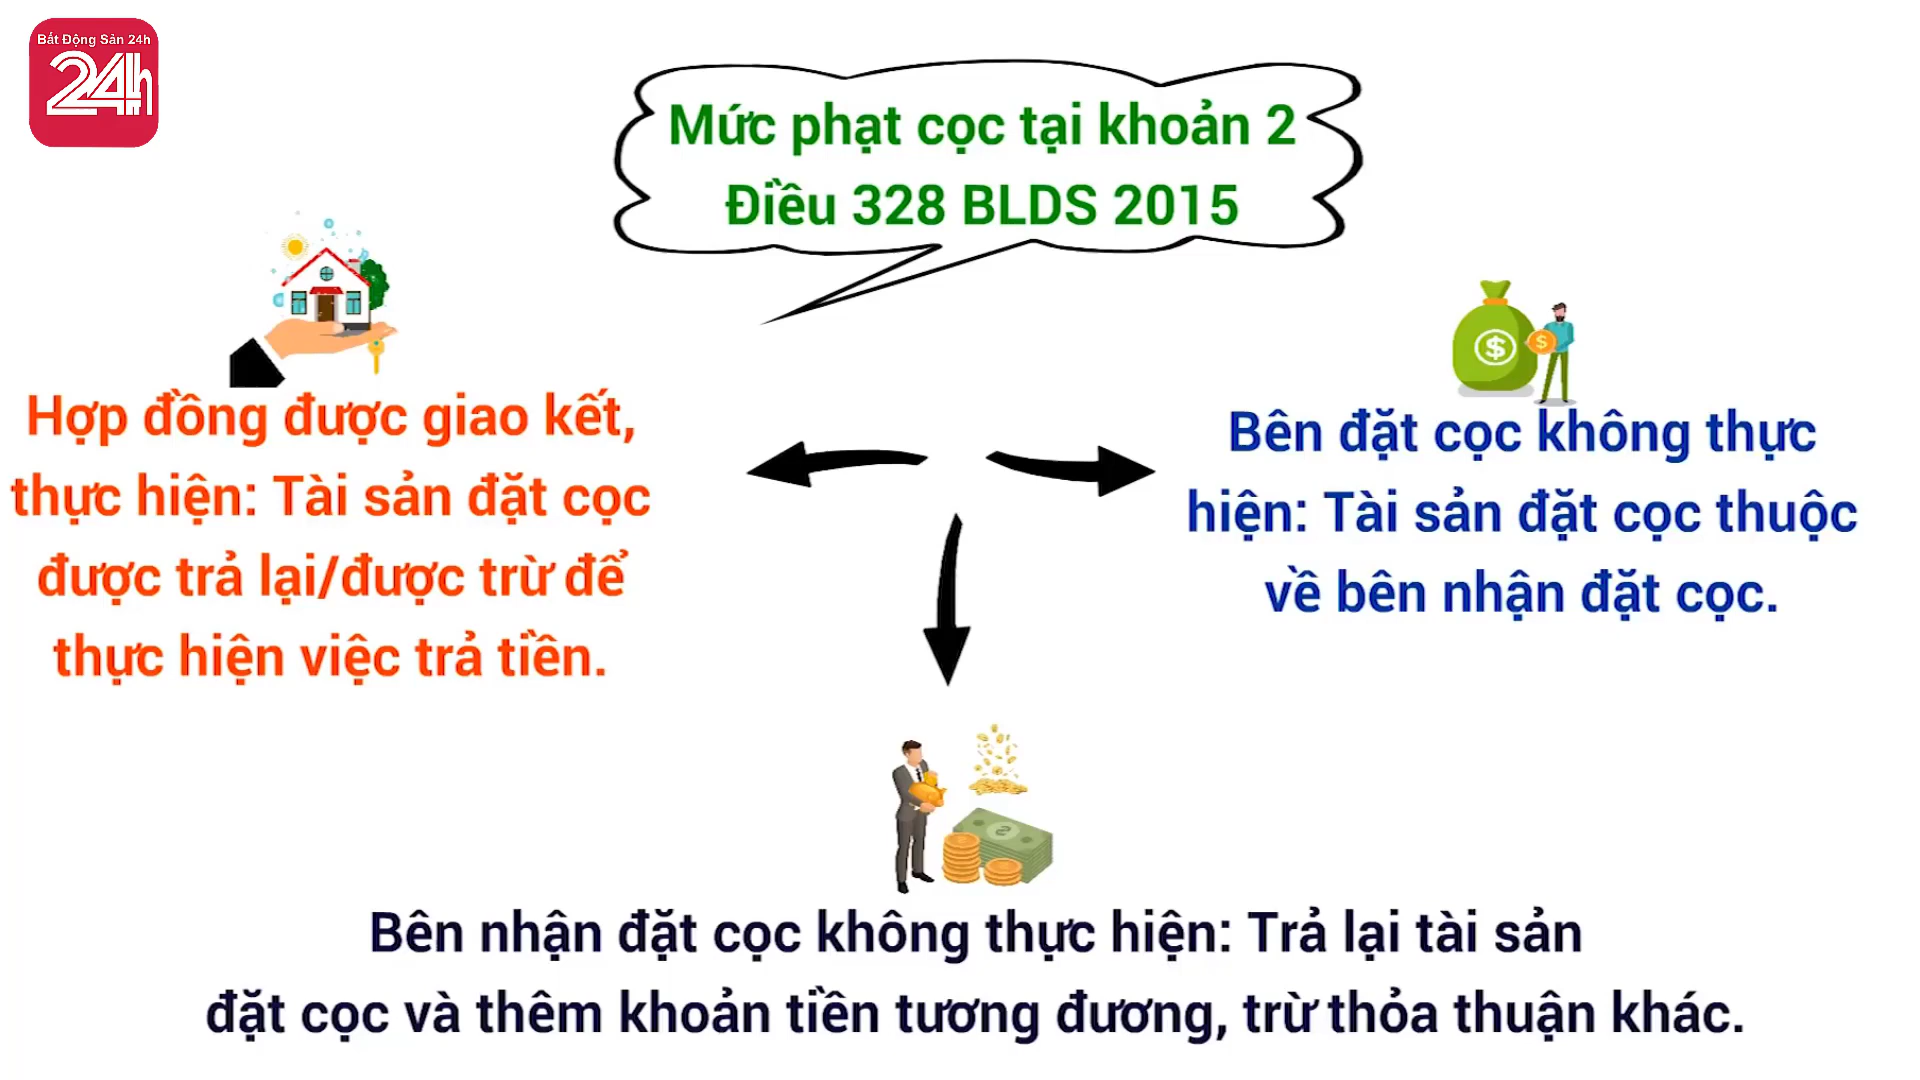 Bất Động Sản 24h
24h
Mức phạt cọc tại khoản 2
Điều 328 BLDS 2015
Hợp đồng được giao kết,
thực hiện: Tài sản đặt cọc
được trả lại/được trừ để
thực hiện việc trả tiền.
Bên đặt cọc không thực
hiện: Tài sản đặt cọc thuộc
về bên nhận đặt cọc.
Bên nhận đặt cọc không thực hiện: Trả lại tài sản
đặt cọc và thêm khoản tiền tương đương, trừ thỏa thuận khác.